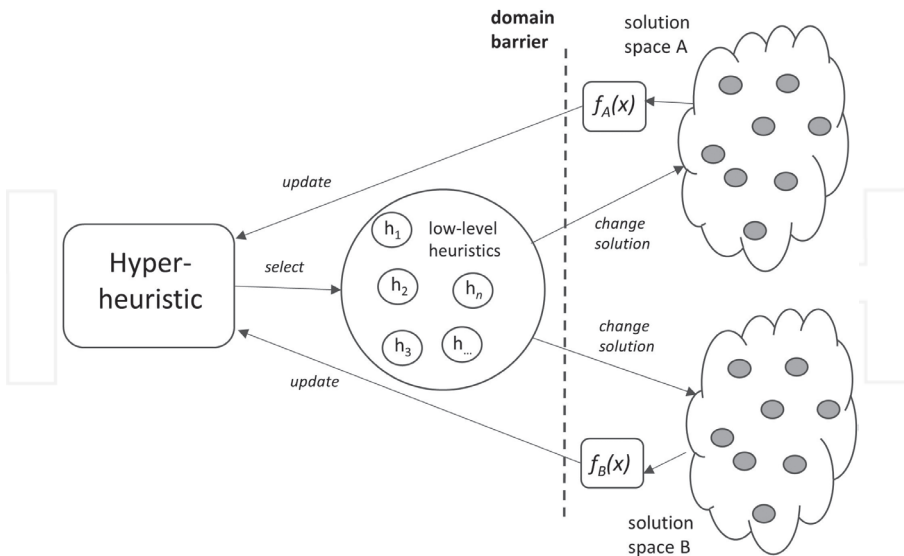 domain
barrier
solution
space A
f_A(x)
update
Hyper-
heuristic
select
h_1
low-level
heuristics
h_2
h_n
h_3
h_...
change
solution
change
solution
update
f_B(x)
solution
space B